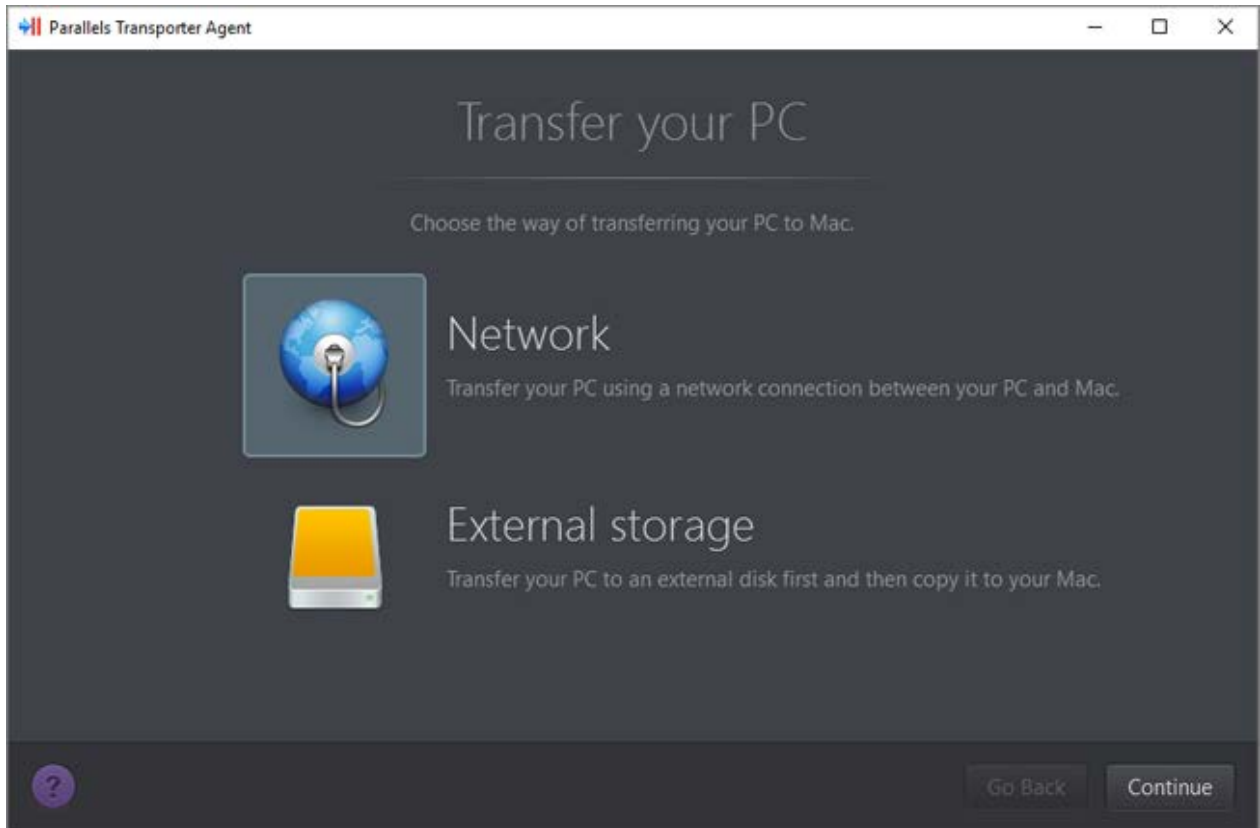 Parallels Transporter Agent
Transfer your PC
Choose the way of transferring your PC to Mac.
Network
Transfer your PC using a network connection between your PC and Mac.
External storage
Transfer your PC to an external disk first and then copy it to your Mac.
?
Go Back
Continue